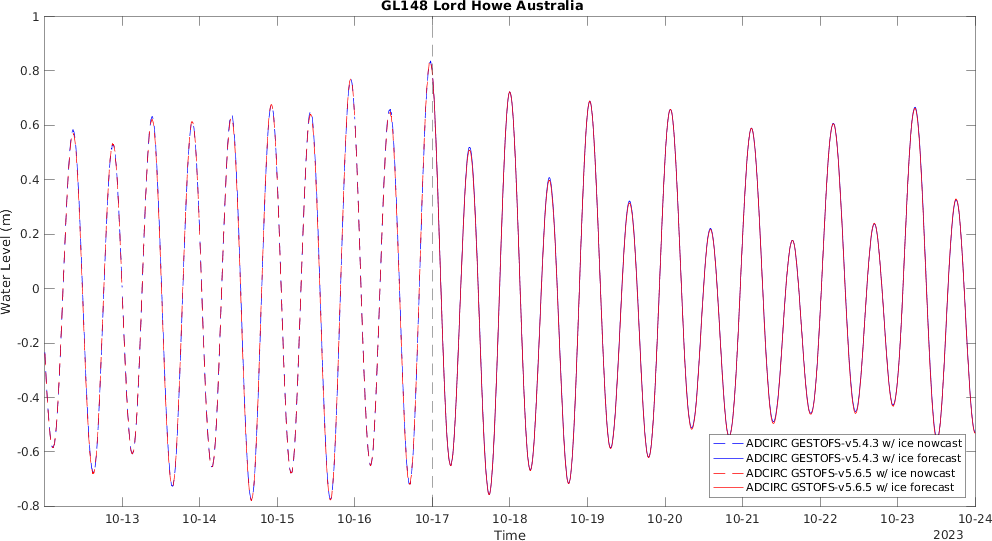 GL148 Lord Howe Australia
1
0.8
0.6
0.4
0.2
0
-0.2
-0.4
-0.6
-0.8
Water Level (m)
ADCIRC GESTOFS-v5.4.3 w/ ice nowcast
ADCIRC GESTOFS-v5.4.3 w/ ice forecast
ADCIRC GSTOFS-v5.6.5 w/ ice nowcast
ADCIRC GSTOFS-v5.6.5 w/ ice forecast
10-13 10-14 10-15 10-16 10-17 10-18 10-19 10-20 10-21 10-22 10-23 10-24
Time
2023